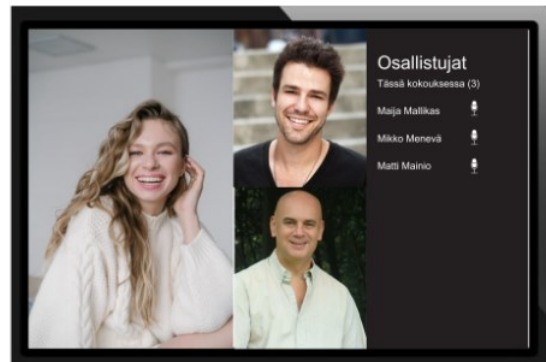 Osallistujat
Tässä kokouksessa (3)
Maija Mallikas
Mikko Menevä
Matti Mainio